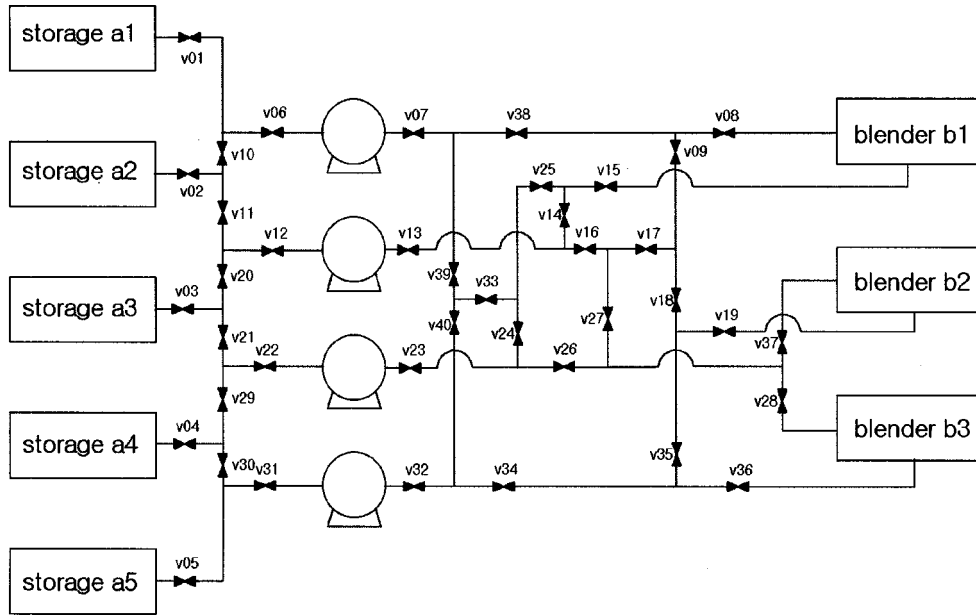 storage a1
v01
v06
v07
v38
v08
blender b1
v10
v09
storage a2
v02
v25
v15
v11
v14
v12
v13
v16
v17
v20
v39
v33
v18
blender b2
storage a3
v03
v40
v24
v27
v19
v21
v37
v22
v23
v26
v29
v28
storage a4
v04
blender b3
v30
v31
v32
v34
v35
v36
storage a5
v05